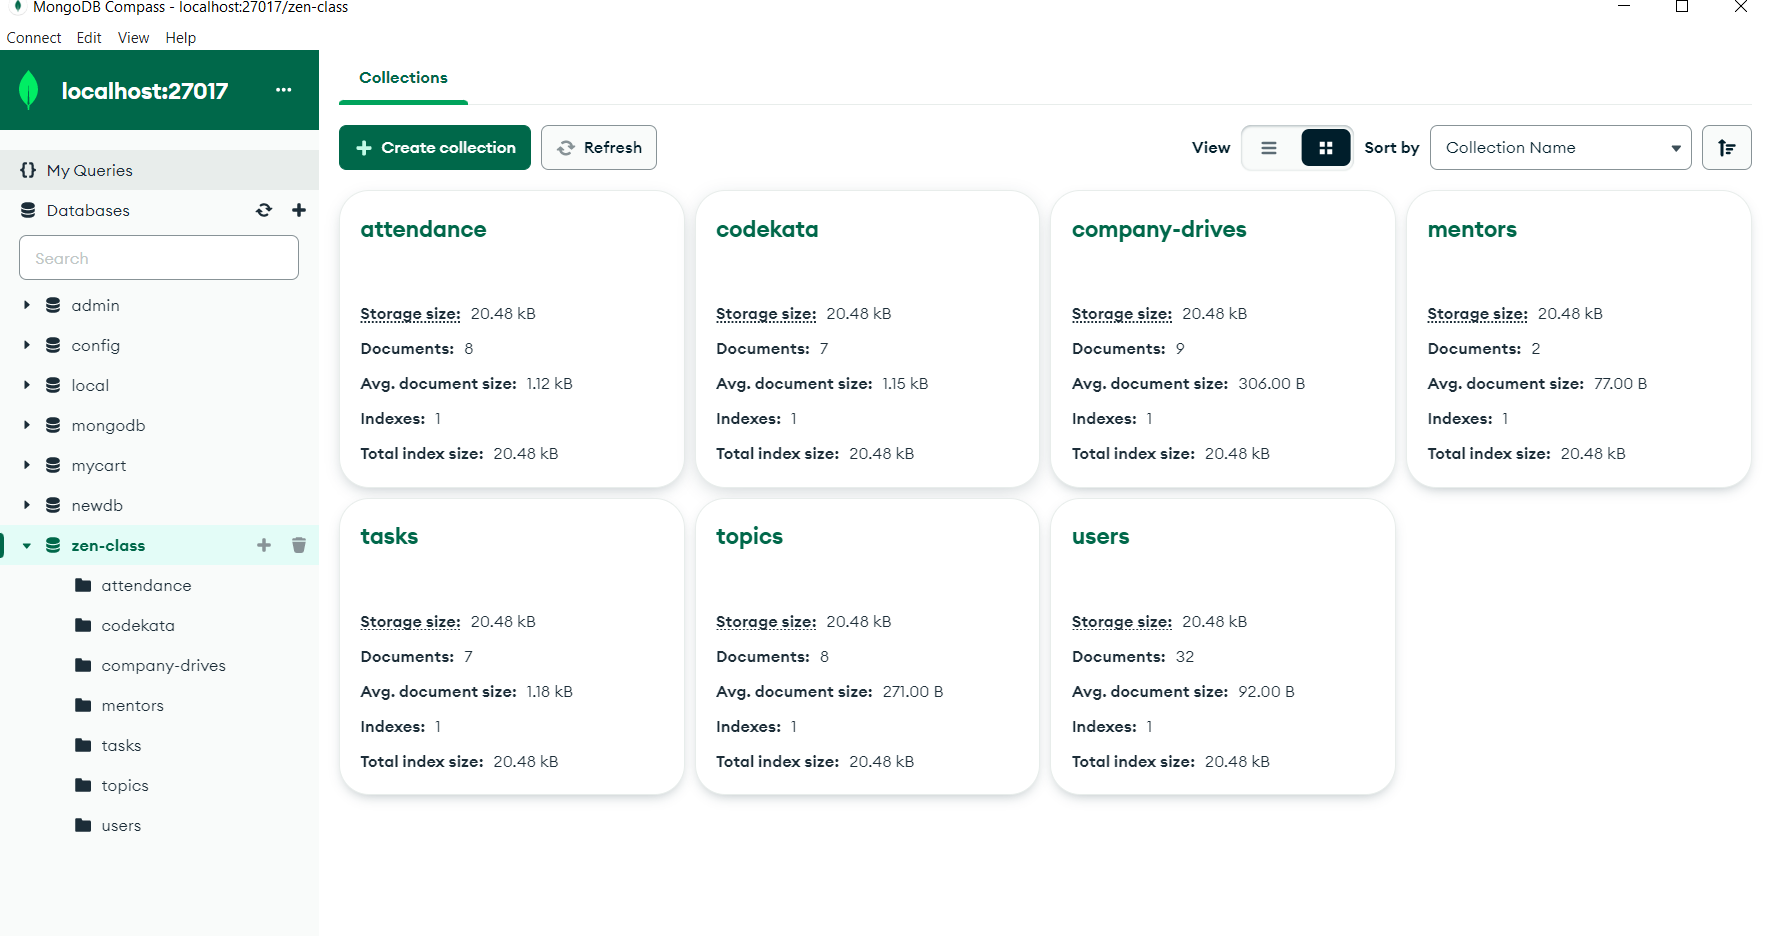 MongoDB Compass - localhost:27017/zen-class
Connect Edit View Help
localhost:27017 ...
{} My Queries
Databases
Search
admin
config
local
mongodb
mycart
newdb
zen-class
attendance
codekata
company-drives
mentors
tasks
topics
users
Collections
Create collection Refresh
View Sort by Collection Name
attendance
Storage size: 20.48 kB
Documents: 8
Avg. document size: 1.12 kB
Indexes: 1
Total index size: 20.48 kB
codekata
Storage size: 20.48 kB
Documents: 7
Avg. document size: 1.15 kB
Indexes: 1
Total index size: 20.48 kB
company-drives
Storage size: 20.48 kB
Documents: 9
Avg. document size: 306.00 B
Indexes: 1
Total index size: 20.48 kB
mentors
Storage size: 20.48 kB
Documents: 2
Avg. document size: 77.00 B
Indexes: 1
Total index size: 20.48 kB
tasks
Storage size: 20.48 kB
Documents: 7
Avg. document size: 1.18 kB
Indexes: 1
Total index size: 20.48 kB
topics
Storage size: 20.48 kB
Documents: 8
Avg. document size: 271.00 B
Indexes: 1
Total index size: 20.48 kB
users
Storage size: 20.48 kB
Documents: 32
Avg. document size: 92.00 B
Indexes: 1
Total index size: 20.48 kB